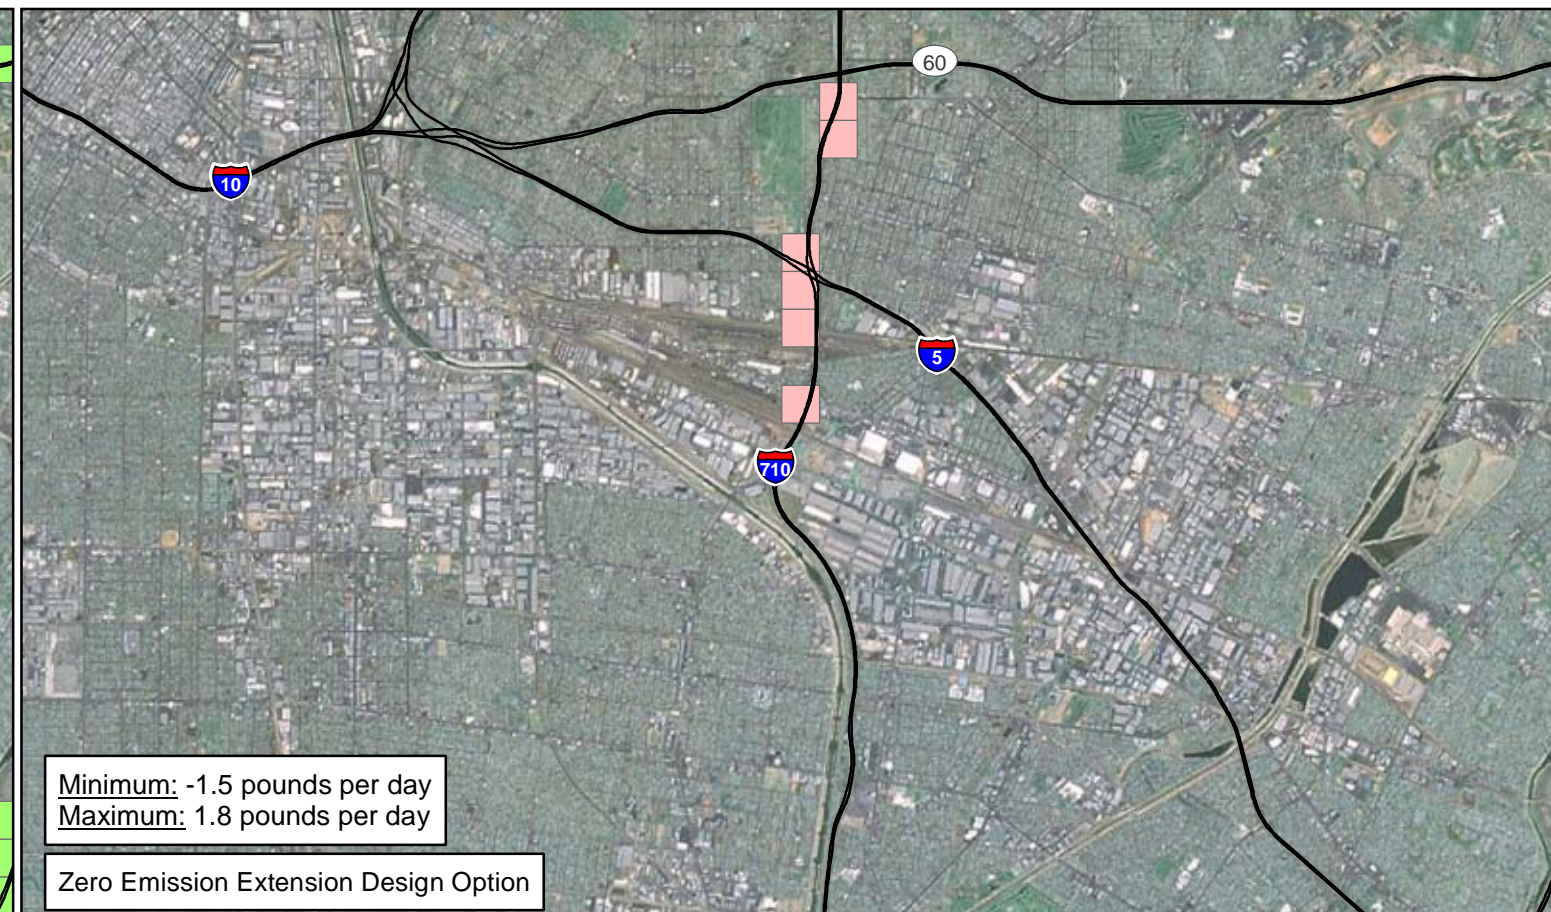 60
10
5
710
Minimum: -1.5 pounds per day
Maximum: 1.8 pounds per day
Zero Emission Extension Design Option